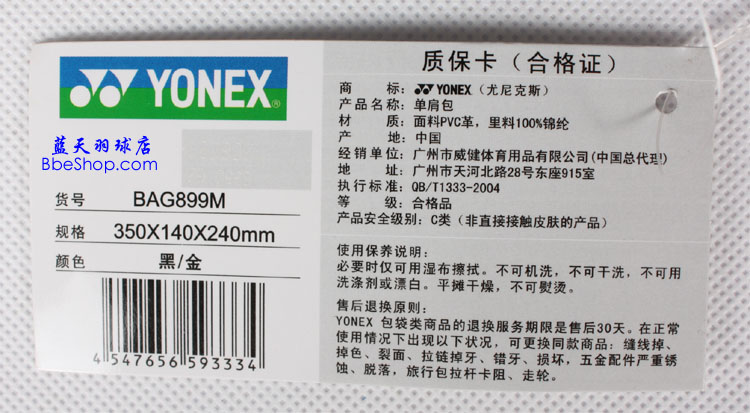 YONEX®
蓝天羽球店
BbeShop.com
货号 BAG899M
规格 350X140X240mm
颜色 黑/金
4 547656 593334
质保卡（合格证）
商标：YONEX（尤尼克斯）
产品名称：单肩包
材质：面料PVC革，里料100%锦纶
产地：中国
经销单位：广州市威健体育用品有限公司(中国总代理)
地址：广州市天河北路28号东座915室
执行标准：QB/T1333-2004
等级：合格品
产品安全级别：C类（非直接接触皮肤的产品）
使用保养说明：
必要时仅可用湿布擦拭。不可机洗，不可干洗，不可用
洗涤剂或漂白。平摊干燥，不可熨烫。
售后退换原则：
YONEX 包袋类商品的退换服务期限是售后30天。在正常
使用情况下出现以下状况，可更换同款商品：缝线掉、
掉色、裂面、拉链掉牙、错牙、损坏，五金配件严重锈
蚀、脱落，旅行包拉杆卡阻、走轮。